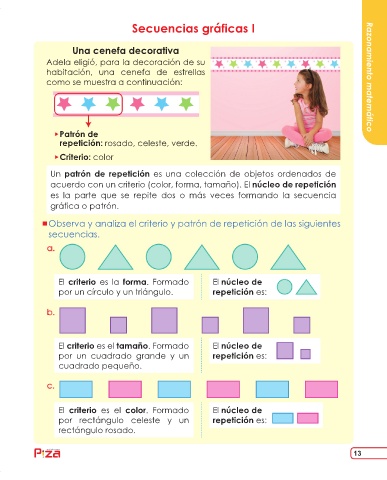 Secuencias gráficas I
Razonamiento matemático
Una cenefa decorativa
Adela eligió, para la decoración de su
habitación, una cenefa de estrellas
como se muestra a continuación:
Patrón de
repetición: rosado, celeste, verde.
Criterio: color
Un patrón de repetición es una colección de objetos ordenados de
acuerdo con un criterio (color, forma, tamaño). El núcleo de repetición
es la parte que se repite dos o más veces formando la secuencia
gráfica o patrón.
Observa y analiza el criterio y patrón de repetición de las siguientes
secuencias.
a.
El criterio es la forma. Formado
por un círculo y un triángulo.
El núcleo de
repetición es:
b.
El criterio es el tamaño. Formado
por un cuadrado grande y un
cuadrado pequeño.
El núcleo de
repetición es:
c.
El criterio es el color. Formado
por rectángulo celeste y un
rectángulo rosado.
El núcleo de
repetición es:
Piza
13